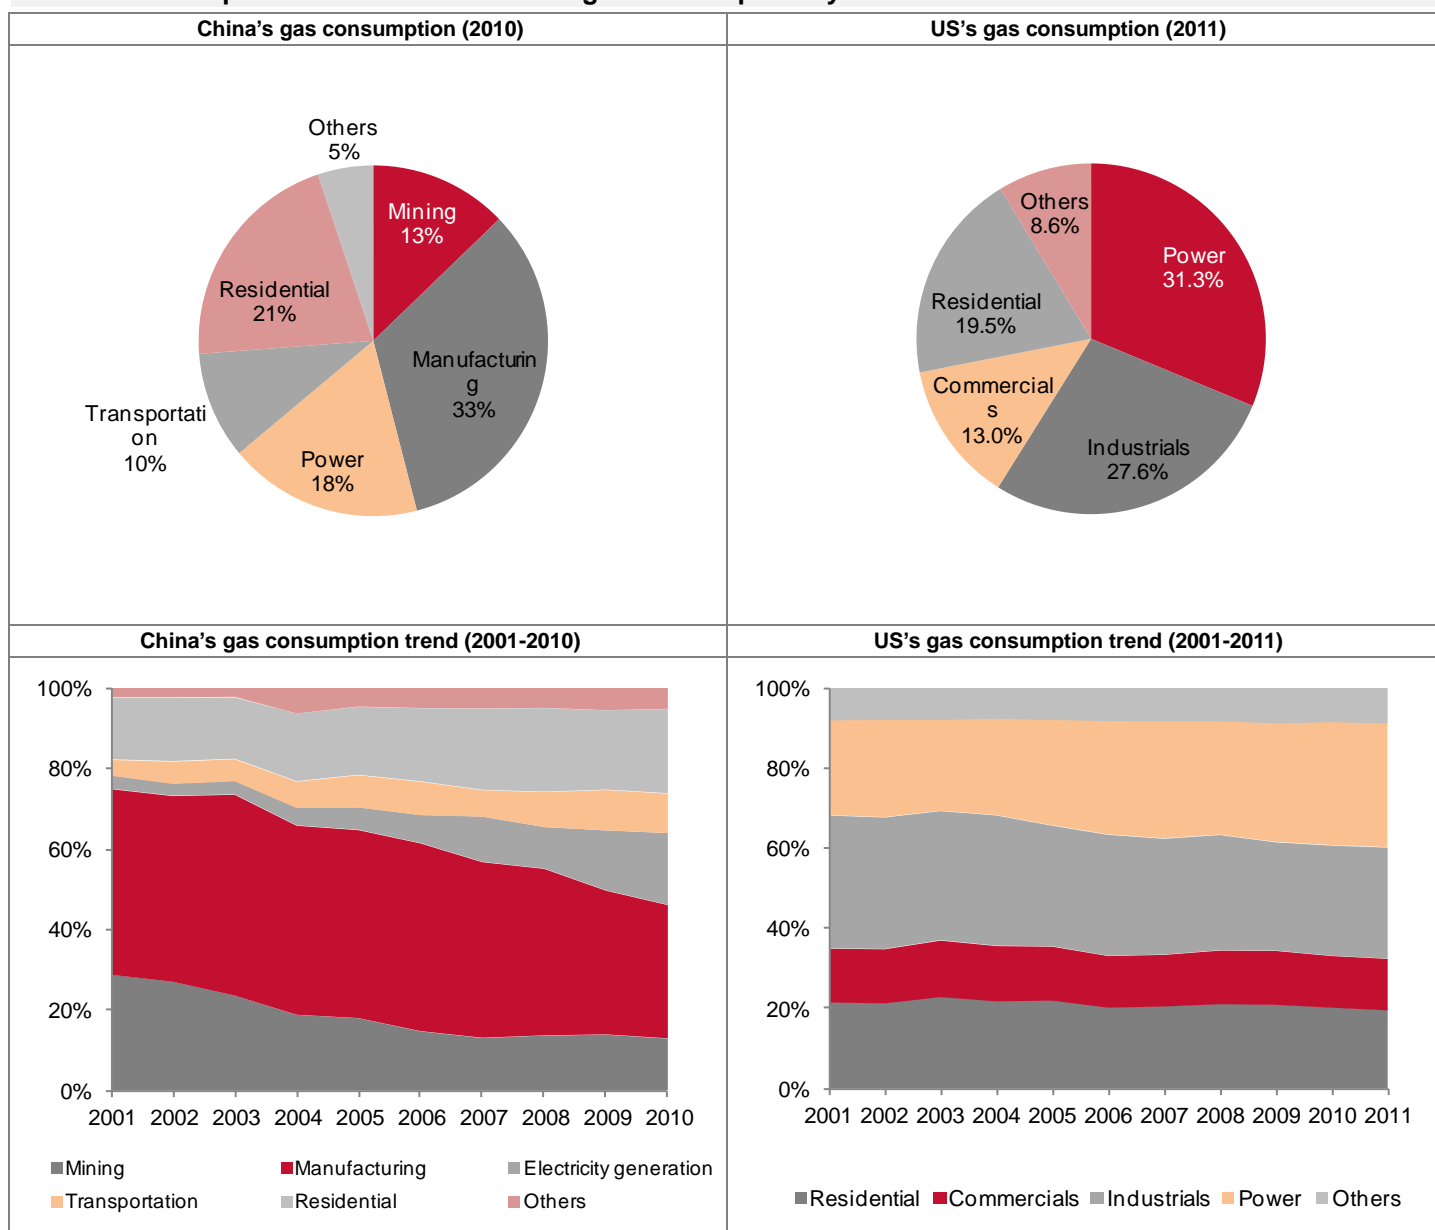 China's gas consumption (2010)
US's gas consumption (2011)
Others
5%
Mining
13%
Residential
21%
Manufacturin
g
33%
Transportati
on
10%
Power
18%
Others
8.6%
Power
31.3%
Residential
19.5%
Commercial
s
13.0%
Industrials
27.6%
China's gas consumption trend (2001-2010)
US's gas consumption trend (2001-2011)
100%
80%
60%
40%
20%
0%
2001 2002 2003 2004 2005 2006 2007 2008 2009 2010
Mining Manufacturing Electricity generation
Transportation Residential Others
100%
80%
60%
40%
20%
0%
2001 2002 2003 2004 2005 2006 2007 2008 2009 2010 2011
Residential Commercials Industrials Power Others